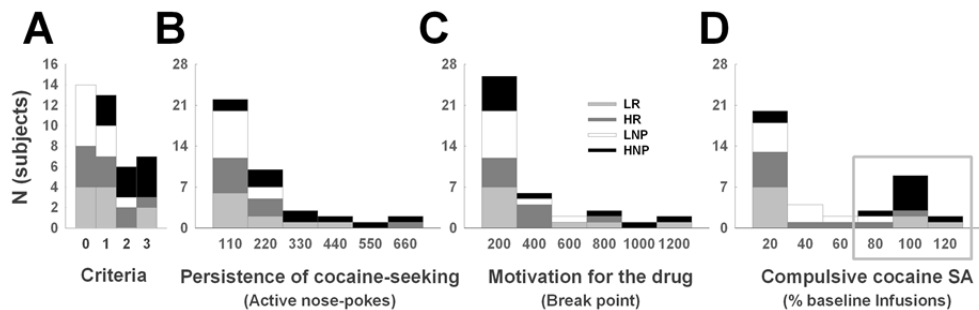 A
B
C
D
N (subjects)
16
14
12
10
8
6
4
2
0
0 1 2 3
Criteria
28
21
14
7
0
110 220 330 440 550 660
Persistence of cocaine-seeking
(Active nose-pokes)
28
21
14
7
0
200 400 600 800 1000 1200
Motivation for the drug
(Break point)
LR
HR
LNP
HNP
28
21
14
7
0
20 40 60 80 100 120
Compulsive cocaine SA
(% baseline Infusions)